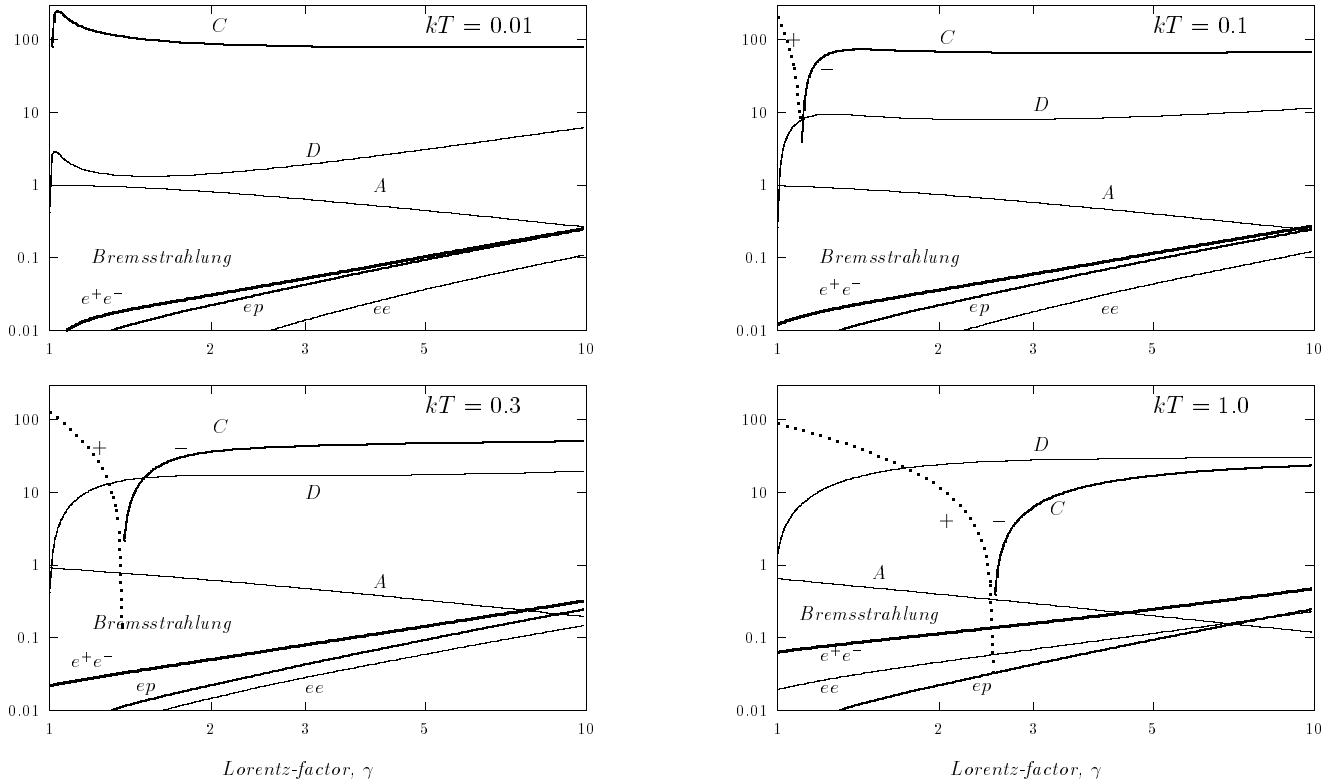 kT = 0.01
C
D
A
Bremsstrahlung
e⁺e⁻
ep
ee
100
10
1
0.1
0.01
1 2 3 5 10
kT = 0.1
+
−
C
D
A
Bremsstrahlung
e⁺e⁻
ep
ee
100
10
1
0.1
0.01
1 2 3 5 10
kT = 0.3
+
−
C
D
A
Bremsstrahlung
e⁺e⁻
ep
ee
100
10
1
0.1
0.01
1 2 3 5 10
Lorentz-factor, γ
kT = 1.0
D
+
−
C
A
Bremsstrahlung
e⁺e⁻
ee
ep
100
10
1
0.1
0.01
1 2 3 5 10
Lorentz-factor, γ